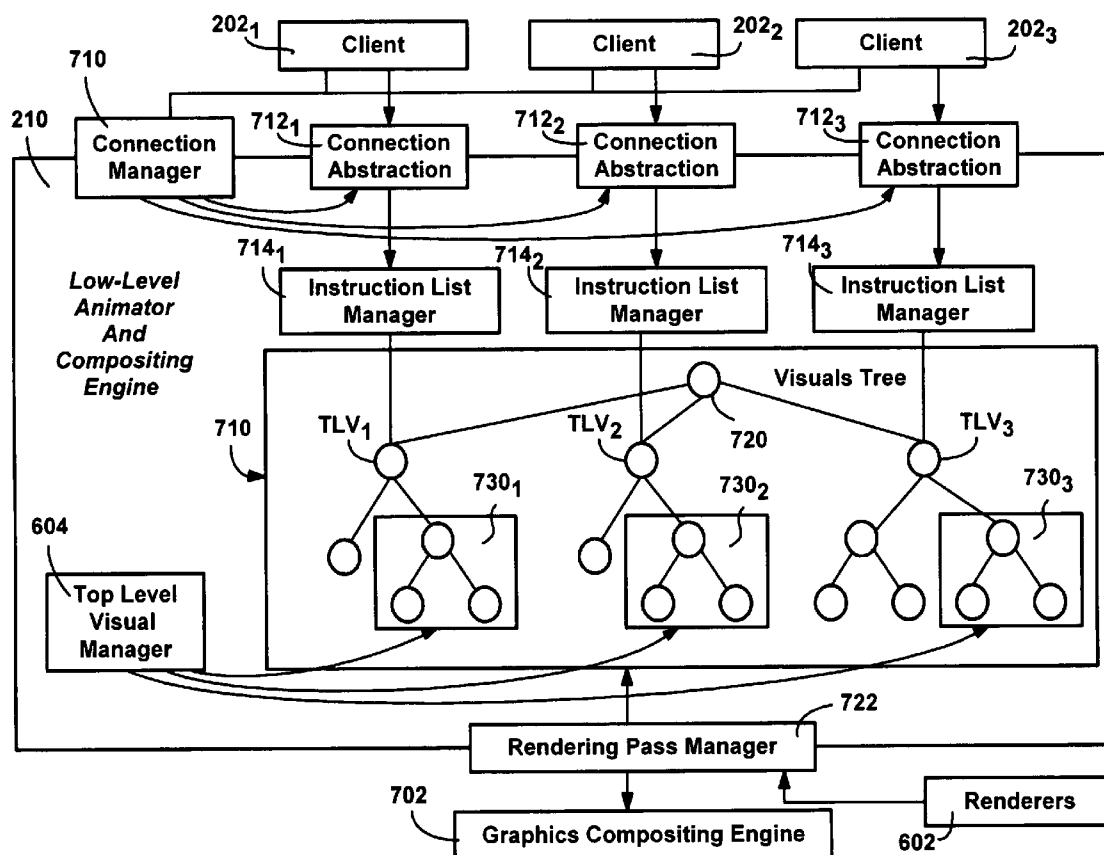 202₁
Client
202₂
Client
202₃
Client
710
210
Connection
Manager
712₁
Connection
Abstraction
712₂
Connection
Abstraction
712₃
Connection
Abstraction
714₁
Instruction List
Manager
714₂
Instruction List
Manager
714₃
Instruction List
Manager
Low-Level
Animator
And
Compositing
Engine
Visuals Tree
720
TLV₁
TLV₂
TLV₃
710
730₁
730₂
730₃
604
Top Level
Visual
Manager
722
Rendering Pass Manager
702
Graphics Compositing Engine
Renderers
602